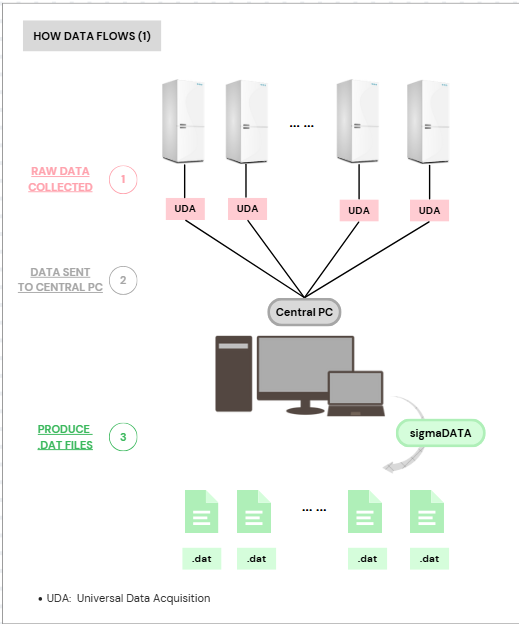 HOW DATA FLOWS (1)
... ...
RAW DATA
COLLECTED
1
UDA
UDA
UDA
UDA
DATA SENT
TO CENTRAL PC
2
Central PC
PRODUCE
.DAT FILES
3
sigmaDATA
... ...
.dat
.dat
.dat
.dat
• UDA: Universal Data Acquisition